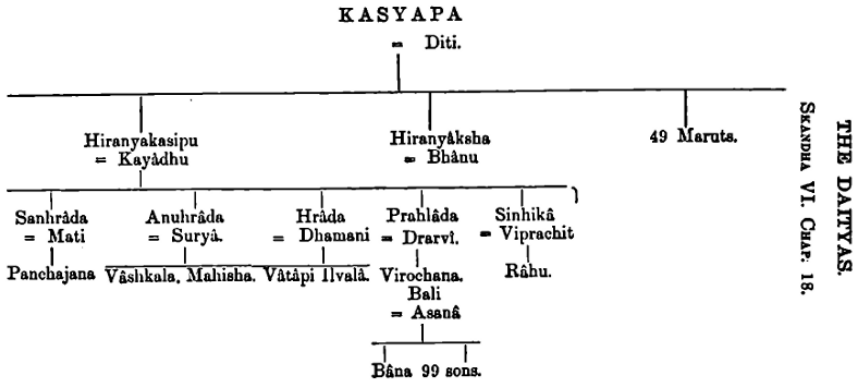 KASYAPA
= Diti.
Hiranyakasipu
= Kayâdhu
Hiranyâksha
= Bhânu
49 Maruts.
Sanhrâda
= Mati
Panchajana
Anuhrâda
= Suryâ.
Vâshkala. Mahisha.
Hrâda
= Dhamani
Vâtâpi Ilvalâ.
Prahlâda
= Drarvî.
Virochana.
Bali
= Asanâ
Bâna 99 sons.
Sinhikâ
= Viprachit
Râhu.
THE DAITYAS.
SKANDHA VI. CHAP: 18.